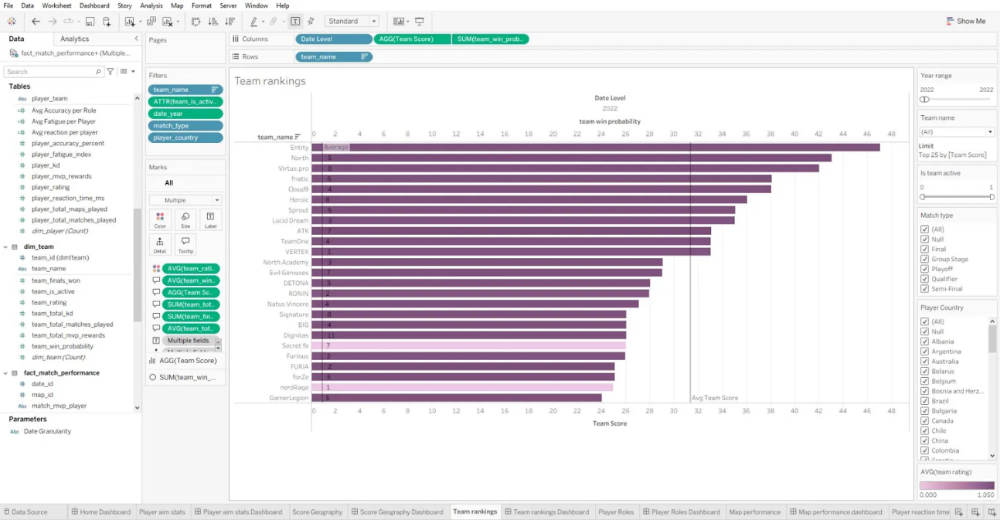 File Data Worksheet Dashboard Story Analysis Map Format Server Window Help
Standard
Show Me
Data Analytics
fact_match_performance+ (Multiple...
Search
Tables
Abc player_team
Avg Accuracy per Role
Avg Fatigue per Player
Avg reaction per player
player_accuracy_percent
player_fatigue_index
player_kd
player_mvp_rewards
player_rating
player_reaction_time_ms
player_total_maps_played
player_total_matches_played
dim_player (Count)
dim_team
team_id (dim!team)
Abc team_name
team_finals_won
team_is_active
team_rating
team_total_kd
team_total_matches_played
team_total_mvp_rewards
team_win_probability
dim_team (Count)
fact_match_performance
date_id
map_id
Abc match_mvp_player
Parameters
Abc Date Granularity
Pages
Filters
team_name
ATTR(team_is_activ..
date_year
match_type
player_country
Marks
All
Multiple
Color Size Label
Detail Tooltip
AVG(team_rati..
AVG(team_win..
AGG(Team Sc..
SUM(team_tot..
SUM(team_fin..
AVG(team_tot..
Multiple fields
AGG(Team Score)
SUM(team_win_...
Columns Date Level AGG(Team Score) SUM(team_win_prob..
Rows team_name
Team rankings
Date Level
2022
team win probability
team_name 0 2 4 6 8 10 12 14 16 18 20 22 24 26 28 30 32 34 36 38 40 42 44 46 48
Entity Average
North 5
Virtus.pro 8
fnatic 6
Cloud9 4
Heroic 8
Sprout 6
Lucid Dream 3
ATK 7
TeamOne 4
VERTEX 1
North Academy 3
Evil Geniuses 7
DETONA 3
RONIN 2
Natus Vincere 4
Signature 8
BIG 4
Dignitas 11
Secret fe 7
Furious 2
FURIA 2
forZe 5
nerdRage 1
GamerLegion 5 Avg Team Score
0 2 4 6 8 10 12 14 16 18 20 22 24 26 28 30 32 34 36 38 40 42 44 46 48
Team Score
Year range
2022 2022
Team name
(All)
Limit
Top 25 by [Team Score]
Is team active
0 1
Match type
(All)
Null
Final
Group Stage
Playoff
Qualifier
Semi-Final
Player Country
(All)
Null
Albania
Argentina
Australia
Belarus
Belgium
Bosnia and Herz...
Brazil
Bulgaria
Canada
Chile
China
Colombia
AVG(team rating)
0.000 1.050
Data Source Home Dashboard Player aim stats Player aim stats Dashboard Score Geography Score Geography Dashboard Team rankings Team rankings Dashboard Player Roles Player Roles Dashboard Map performance Map performance dashboard Player reaction time